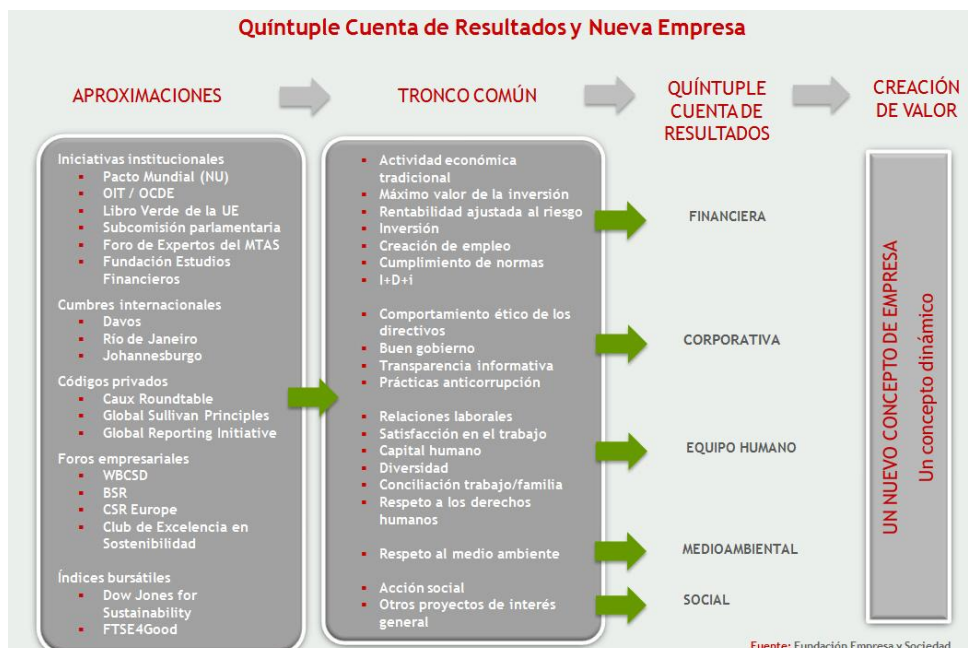 Quíntuple Cuenta de Resultados y Nueva Empresa
APROXIMACIONES
TRONCO COMÚN
QUÍNTUPLE
CUENTA DE
RESULTADOS
CREACIÓN
DE VALOR
Iniciativas institucionales
Pacto Mundial (NU)
OIT / OCDE
Libro Verde de la UE
Subcomisión parlamentaria
Foro de Expertos del MTAS
Fundación Estudios
Financieros
Cumbres internacionales
Davos
Río de Janeiro
Johannesburgo
Códigos privados
Caux Roundtable
Global Sullivan Principles
Global Reporting Initiative
Foros empresariales
WBCSD
BSR
CSR Europe
Club de Excelencia en
Sostenibilidad
Índices bursátiles
Dow Jones for
Sustainability
FTSE4Good
Actividad económica
tradicional
Máximo valor de la inversión
Rentabilidad ajustada al riesgo
Inversión
Creación de empleo
Cumplimiento de normas
I+D+i
Comportamiento ético de los
directivos
Buen gobierno
Transparencia informativa
Prácticas anticorrupción
Relaciones laborales
Satisfacción en el trabajo
Capital humano
Diversidad
Conciliación trabajo/familia
Respeto a los derechos
humanos
Respeto al medio ambiente
Acción social
Otros proyectos de interés
general
FINANCIERA
CORPORATIVA
EQUIPO HUMANO
MEDIOAMBIENTAL
SOCIAL
UN NUEVO CONCEPTO DE EMPRESA
Un concepto dinámico
Fuente: Fundación Empresa y Sociedad